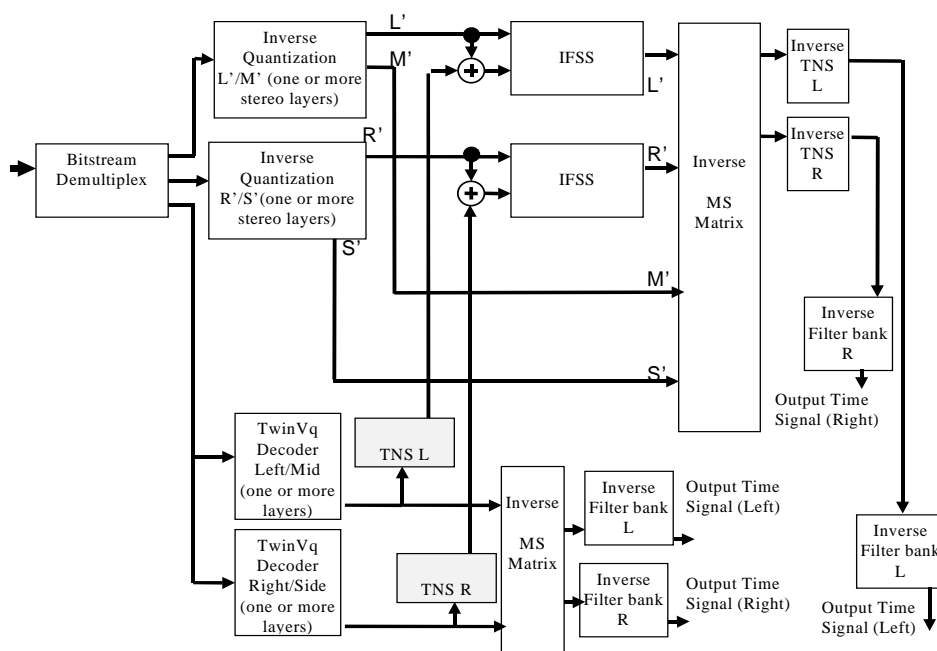 L'
Inverse
Quantization
L'/M' (one or more
stereo layers)
M'
IFSS
L'
Inverse
TNS
L
Bitstream
Demultiplex
R'
Inverse
Quantization
R'/S'(one or more
stereo layers)
IFSS
R'
Inverse
MS
Matrix
Inverse
TNS
R
S'
M'
S'
Inverse
Filter bank
R
Output Time
Signal (Right)
TwinVq
Decoder
Left/Mid
(one or more
layers)
TNS L
TwinVq
Decoder
Right/Side
(one or more
layers)
TNS R
Inverse
MS
Matrix
Inverse
Filter bank
L
Output Time
Signal (Left)
Inverse
Filter bank
R
Output Time
Signal (Right)
Inverse
Filter bank
L
Output Time
Signal (Left)